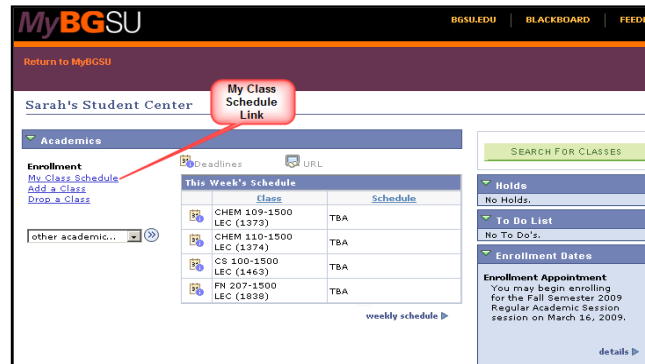 MyBGSU
BGSU.EDU | BLACKBOARD | FEED
Return to MyBGSU
My Class
Schedule
Link
Sarah's Student Center
Academics
Enrollment
My Class Schedule
Add a Class
Drop a Class
other academic...
Deadlines
URL
This Week's Schedule
Class Schedule
CHEM 109-1500
LEC (1373)
TBA
CHEM 110-1500
LEC (1374)
TBA
CS 100-1500
LEC (1463)
TBA
FN 207-1500
LEC (1838)
TBA
weekly schedule
SEARCH FOR CLASSES
Holds
No Holds.
To Do List
No To Do's.
Enrollment Dates
Enrollment Appointment
You may begin enrolling
for the Fall Semester 2009
Regular Academic Session
session on March 16, 2009.
details